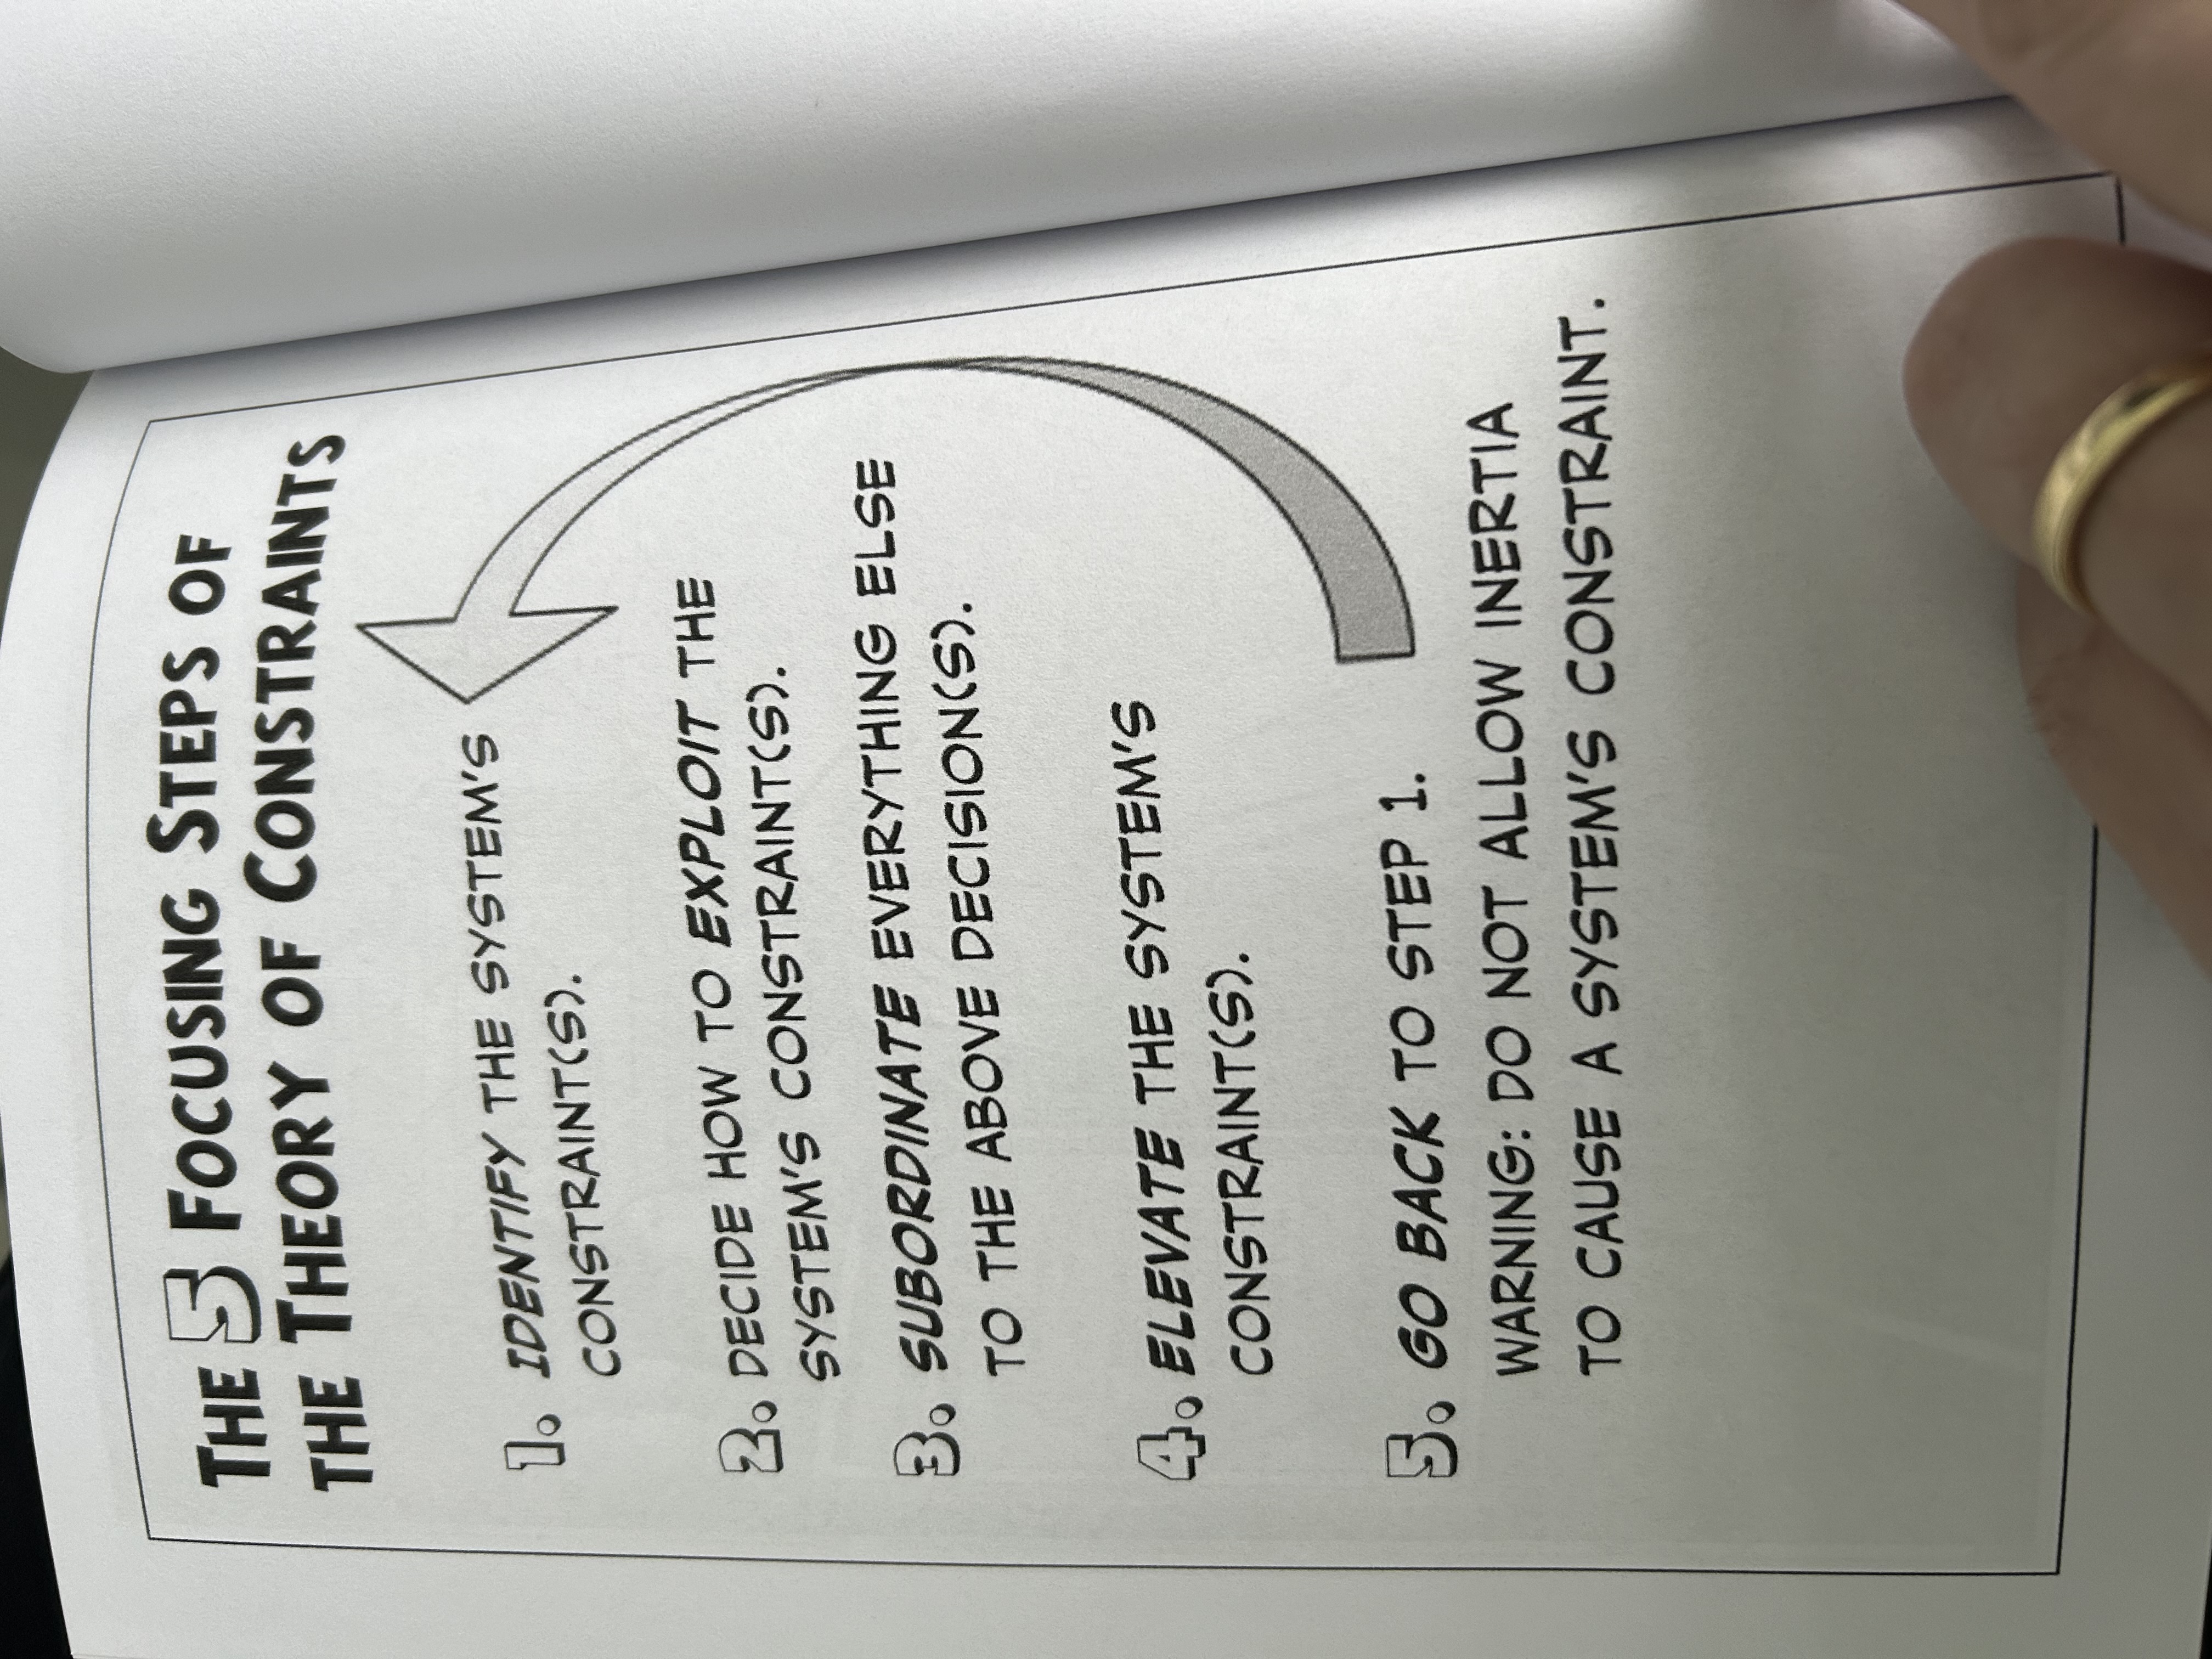 THE 5 FOCUSING STEPS OF
THE THEORY OF CONSTRAINTS
1. IDENTIFY THE SYSTEM'S
CONSTRAINT(S).
2. DECIDE HOW TO EXPLOIT THE
SYSTEM'S CONSTRAINT(S).
3. SUBORDINATE EVERYTHING ELSE
TO THE ABOVE DECISION(S).
4. ELEVATE THE SYSTEM'S
CONSTRAINT(S).
5. GO BACK TO STEP 1.
WARNING: DO NOT ALLOW INERTIA
TO CAUSE A SYSTEM'S CONSTRAINT.